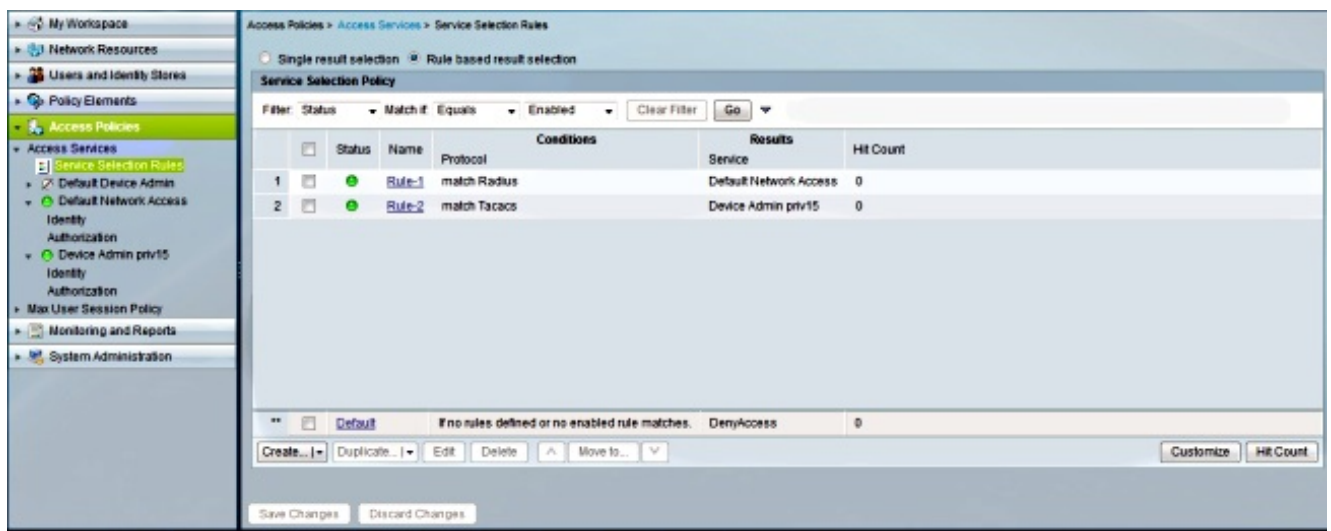 My Workspace
Network Resources
Users and Identity Stores
Policy Elements
Access Policies
Access Services
Service Selection Rules
Default Device Admin
Default Network Access
Identity
Authorization
Device Admin priv15
Identity
Authorization
Max User Session Policy
Monitoring and Reports
System Administration
Access Policies > Access Services > Service Selection Rules
Single result selection Rule based result selection
Service Selection Policy
Filter: Status Match if: Equals Enabled Clear Filter Go
Status Name Conditions Results Hit Count
Protocol Service
1 Rule-1 match Radius Default Network Access 0
2 Rule-2 match Tacacs Device Admin priv15 0
** Default If no rules defined or no enabled rule matches. DenyAccess 0
Create... Duplicate... Edit Delete Move to... Customize Hit Count
Save Changes Discard Changes